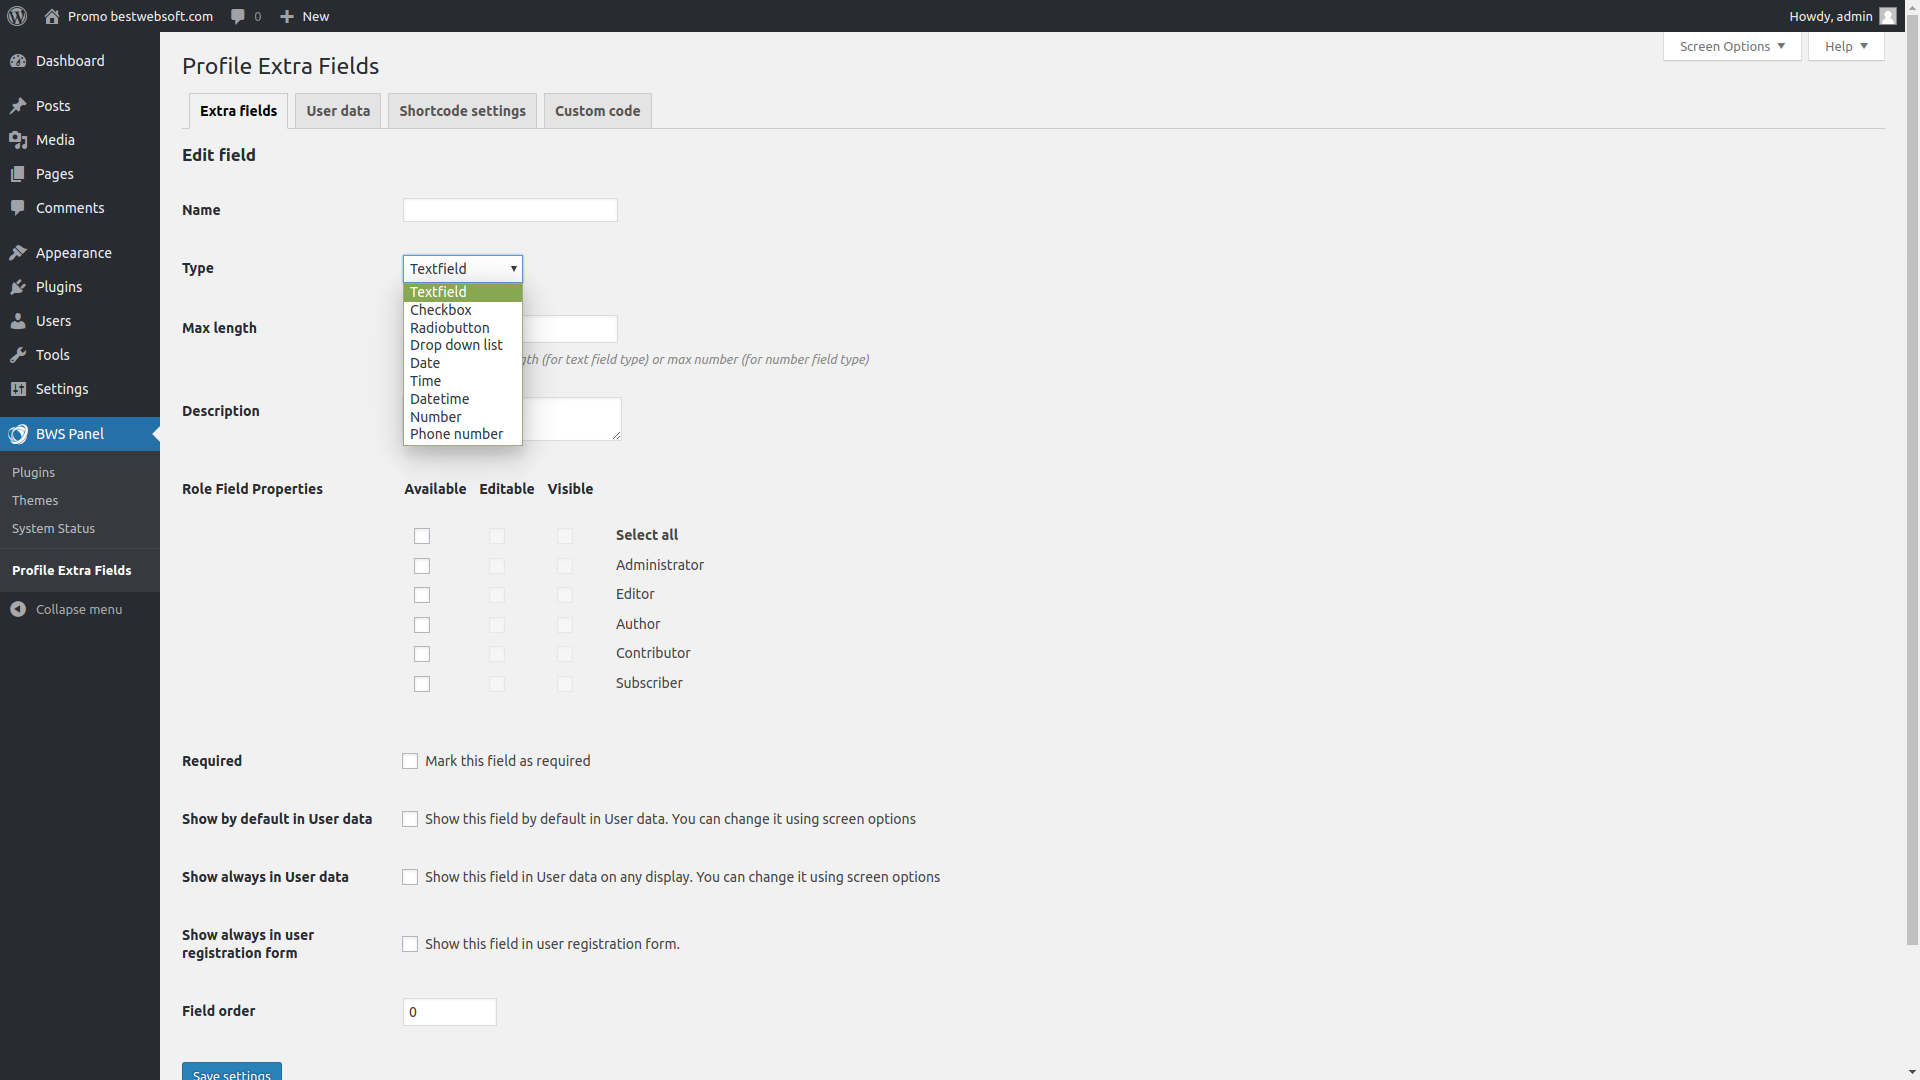 Promo bestwebsoft.com 0 New Howdy, admin
Screen Options Help
Dashboard
Posts
Media
Pages
Comments
Appearance
Plugins
Users
Tools
Settings
BWS Panel
Plugins
Themes
System Status
Profile Extra Fields
Collapse menu
Profile Extra Fields
Extra fields User data Shortcode settings Custom code
Edit field
Name
Type Textfield
Textfield
Checkbox
Radiobutton
Drop down list
Date
Time
Datetime
Number
Phone number
Max length
(for text field type) or max number (for number field type)
Description
Role Field Properties Available Editable Visible
Select all
Administrator
Editor
Author
Contributor
Subscriber
Required Mark this field as required
Show by default in User data Show this field by default in User data. You can change it using screen options
Show always in User data Show this field in User data on any display. You can change it using screen options
Show always in user
registration form
Show this field in user registration form.
Field order 0
Save settings